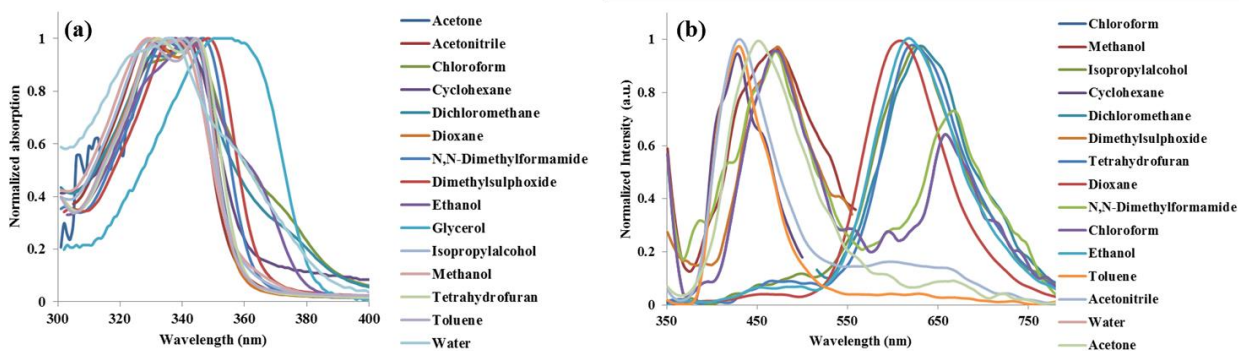 (a)
Normalized absorption
1
0.8
0.6
0.4
0.2
0
300
320
340
360
380
400
Wavelength (nm)
Acetone
Acetonitrile
Chloroform
Cyclohexane
Dichloromethane
Dioxane
N,N-Dimethylformamide
Dimethylsulphoxide
Ethanol
Glycerol
Isopropylalcohol
Methanol
Tetrahydrofuran
Toluene
Water
(b)
Normalized Intensity (a.u.)
1
0.8
0.6
0.4
0.2
0
350
450
550
650
750
Wavelength (nm)
Chloroform
Methanol
Isopropylalcohol
Cyclohexane
Dichloromethane
Dimethylsulphoxide
Tetrahydrofuran
Dioxane
N,N-Dimethylformamide
Chloroform
Ethanol
Toluene
Acetonitrile
Water
Acetone